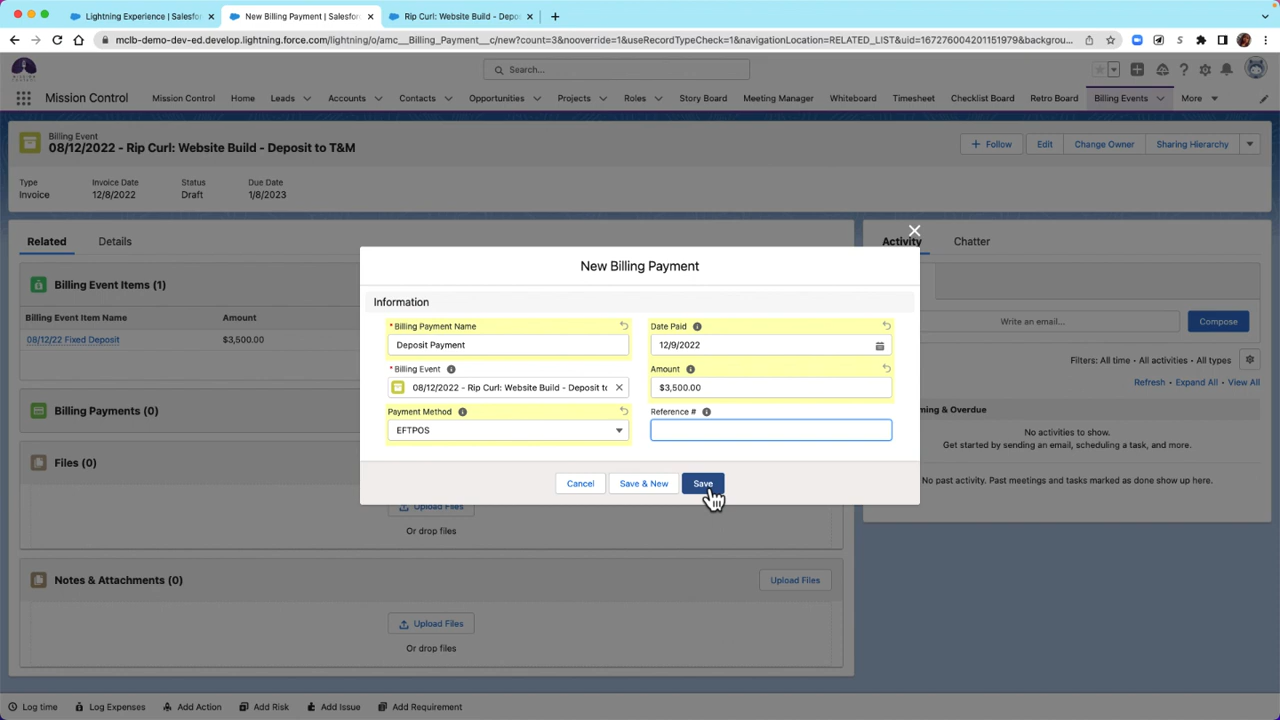 Lightning Experience | Salesfor
New Billing Payment | Salesforc
Rip Curl: Website Build - Depos
mclb-demo-dev-ed.develop.lightning.force.com/lightning/o/amc__Billing_Payment__c/new?count=3&nooverride=1&useRecordTypeCheck=1&navigationLocation=RELATED_LIST&uid=167276004201151979&backgrou...
Search...
Mission Control
Mission Control
Home
Leads
Accounts
Contacts
Opportunities
Projects
Roles
Story Board
Meeting Manager
Whiteboard
Timesheet
Checklist Board
Retro Board
Billing Events
More
Billing Event
08/12/2022 - Rip Curl: Website Build - Deposit to T&M
Follow
Edit
Change Owner
Sharing Hierarchy
Type
Invoice Date
Status
Due Date
Invoice
12/8/2022
Draft
1/8/2023
Related
Details
Activity
Chatter
Billing Event Items (1)
Billing Event Item Name
Amount
08/12/22 Fixed Deposit
$3,500.00
Billing Payments (0)
Files (0)
Upload Files
Or drop files
Notes & Attachments (0)
Upload Files
Upload Files
Or drop files
Write an email...
Compose
Filters: All time • All activities • All types
Refresh • Expand All • View All
ing & Overdue
No activities to show.
Get started by sending an email, scheduling a task, and more.
No past activity. Past meetings and tasks marked as done show up here.
New Billing Payment
Information
* Billing Payment Name
Deposit Payment
Date Paid
12/9/2022
* Billing Event
08/12/2022 - Rip Curl: Website Build - Deposit to
Amount
$3,500.00
Payment Method
EFTPOS
Reference #
Cancel
Save & New
Save
Log time
Log Expenses
Add Action
Add Risk
Add Issue
Add Requirement